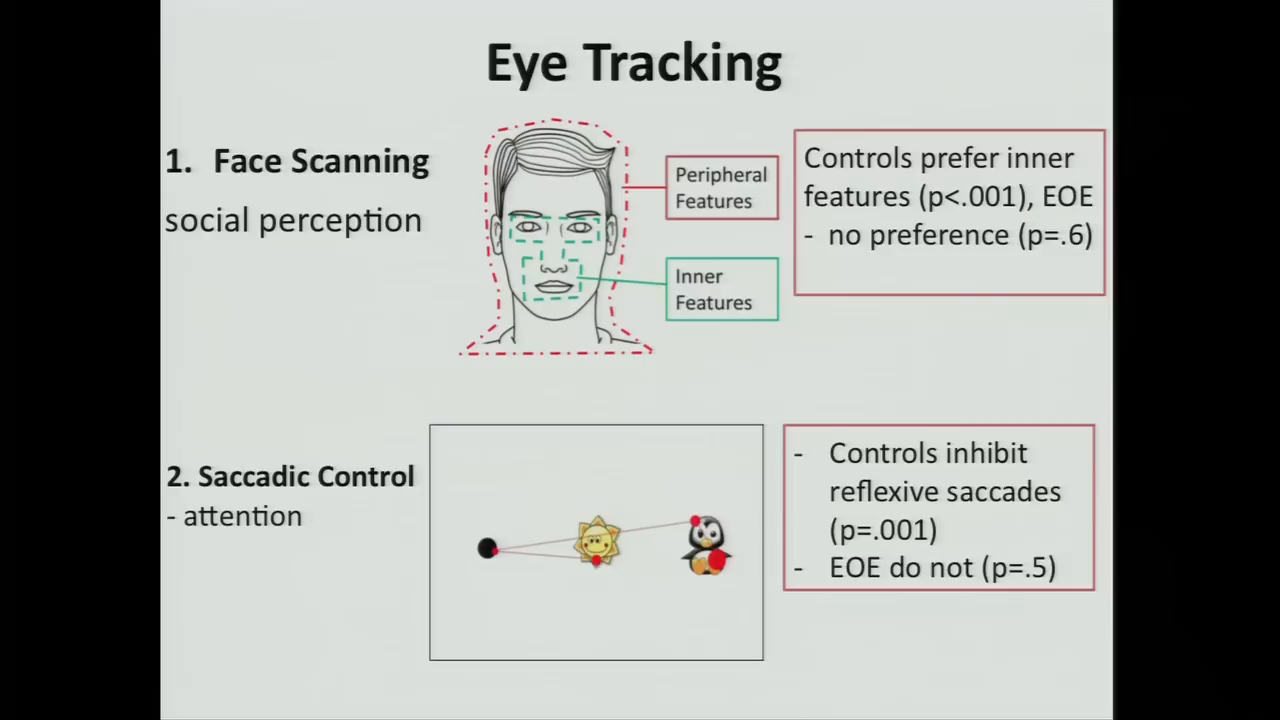 Eye Tracking
1. Face Scanning
social perception
Peripheral
Features
Inner
Features
Controls prefer inner
features (p<.001), EOE
- no preference (p=.6)
2. Saccadic Control
- attention
- Controls inhibit
reflexive saccades
(p=.001)
- EOE do not (p=.5)